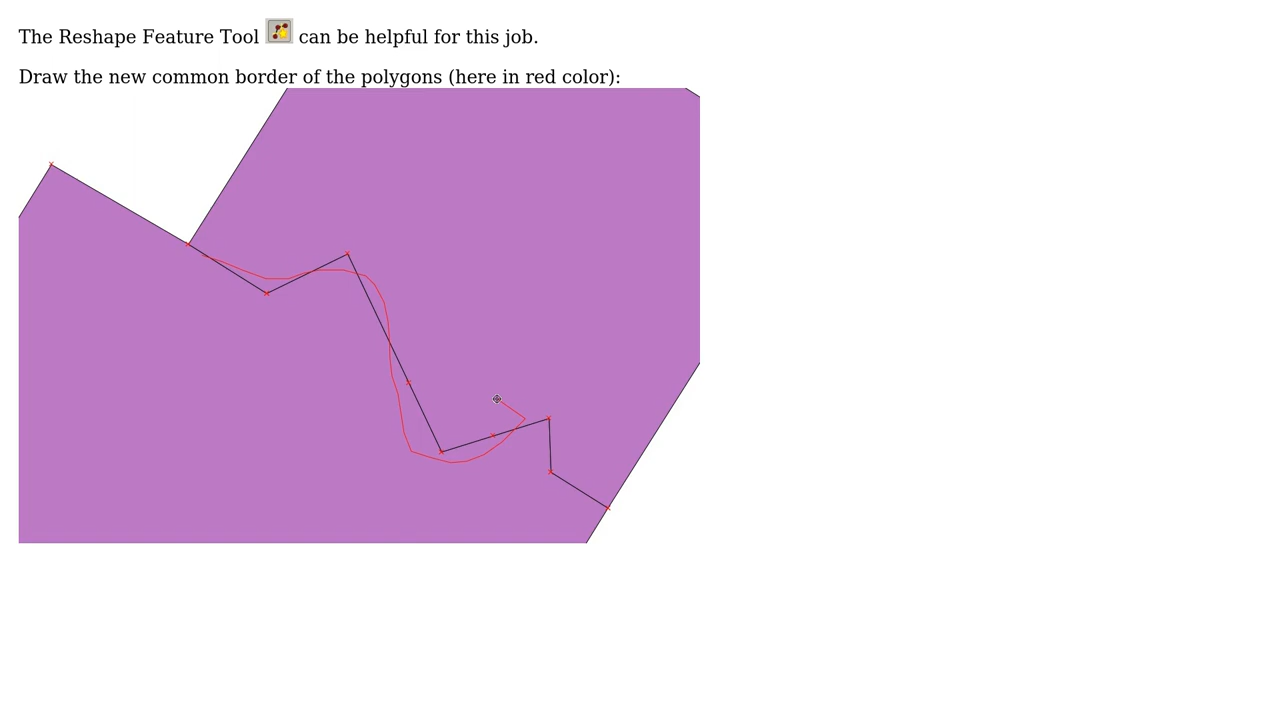 The Reshape Feature Tool can be helpful for this job.
Draw the new common border of the polygons (here in red color):